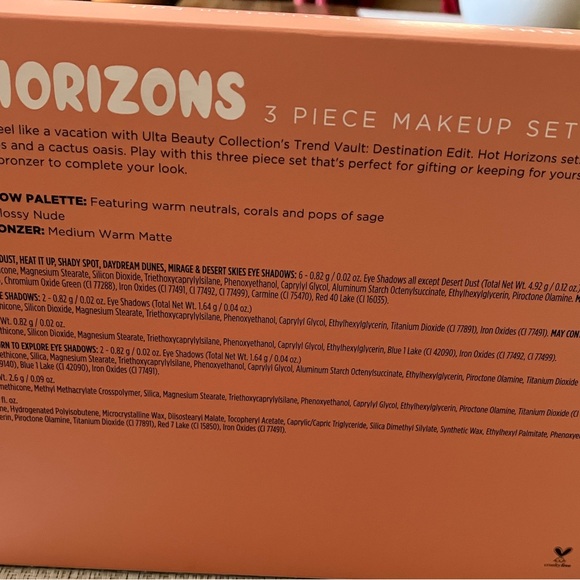 HORIZONS 3 PIECE MAKEUP SET
eel like a vacation with Ulta Beauty Collection's Trend Vault: Destination Edit. Hot Horizons set
s and a cactus oasis. Play with this three piece set that's perfect for gifting or keeping for yours
bronzer to complete your look.
OW PALETTE: Featuring warm neutrals, corals and pops of sage
lossy Nude
ONZER: Medium Warm Matte
DUST, HEAT IT UP, SHADY SPOT, DAYDREAM DUNES, MIRAGE & DESERT SKIES EYE SHADOWS: 6 - 0.82 g / 0.02 oz. Eye Shadows all except Desert Dust (Total Net Wt. 4.92 g / 0.12 oz.)
icone, Magnesium Stearate, Silicon Dioxide, Triethoxycaprylylsilane, Phenoxyethanol, Caprylyl Glycol, Aluminum Starch Octenylsuccinate, Ethylhexylglycerin, Piroctone Olamine.
, Chromium Oxide Green (CI 77288), Iron Oxides (CI 77491, CI 77492, CI 77499), Carmine (CI 75470), Red 40 Lake (CI 16035).
E SHADOWS: 2 - 0.82 g / 0.02 oz. Eye Shadows (Total Net Wt. 1.64 g / 0.04 oz.)
nicone, Magnesium Stearate, Triethoxycaprylylsilane, Phenoxyethanol, Caprylyl Glycol, Ethylhexylglycerin, Titanium Dioxide (CI 77891), Iron Oxides (CI 77491). MAY CON
Wt. 0.82 g / 0.02 oz.
thicone, Silicon Dioxide, Magnesium Stearate, Triethoxycaprylylsilane, Phenoxyethanol, Caprylyl Glycol, Ethylhexylglycerin, Blue 1 Lake (CI 42090), Iron Oxides (CI 77492, CI 77499).
RN TO EXPLORE EYE SHADOWS: 2 - 0.82 g / 0.02 oz. Eye Shadows (Total Net Wt. 1.64 g / 0.04 oz.)
ethicone, Silica, Magnesium Stearate, Triethoxycaprylylsilane, Phenoxyethanol, Caprylyl Glycol, Aluminum Starch Octenylsuccinate, Ethylhexylglycerin, Piroctone Olamine, Titanium Dioxide
9140), Blue 1 Lake (CI 42090), Iron Oxides (CI 77491).
Wt. 2.6 g / 0.09 oz.
methicone, Methyl Methacrylate Crosspolymer, Silica, Magnesium Stearate, Triethoxycaprylylsilane, Phenoxyethanol, Caprylyl Glycol, Ethylhexylglycerin, Piroctone Olamine, Titanium Dioxide (CI
fl. oz.
ne, Hydrogenated Polyisobutene, Microcrystalline Wax, Diisostearyl Malate, Tocopheryl Acetate, Caprylic/Capric Triglyceride, Silica Dimethyl Silylate, Synthetic Wax, Ethylhexyl Palmitate, Phenoxye
erin, Piroctone Olamine, Titanium Dioxide (CI 77891), Red 7 Lake (CI 15850), Iron Oxides (CI 77491).